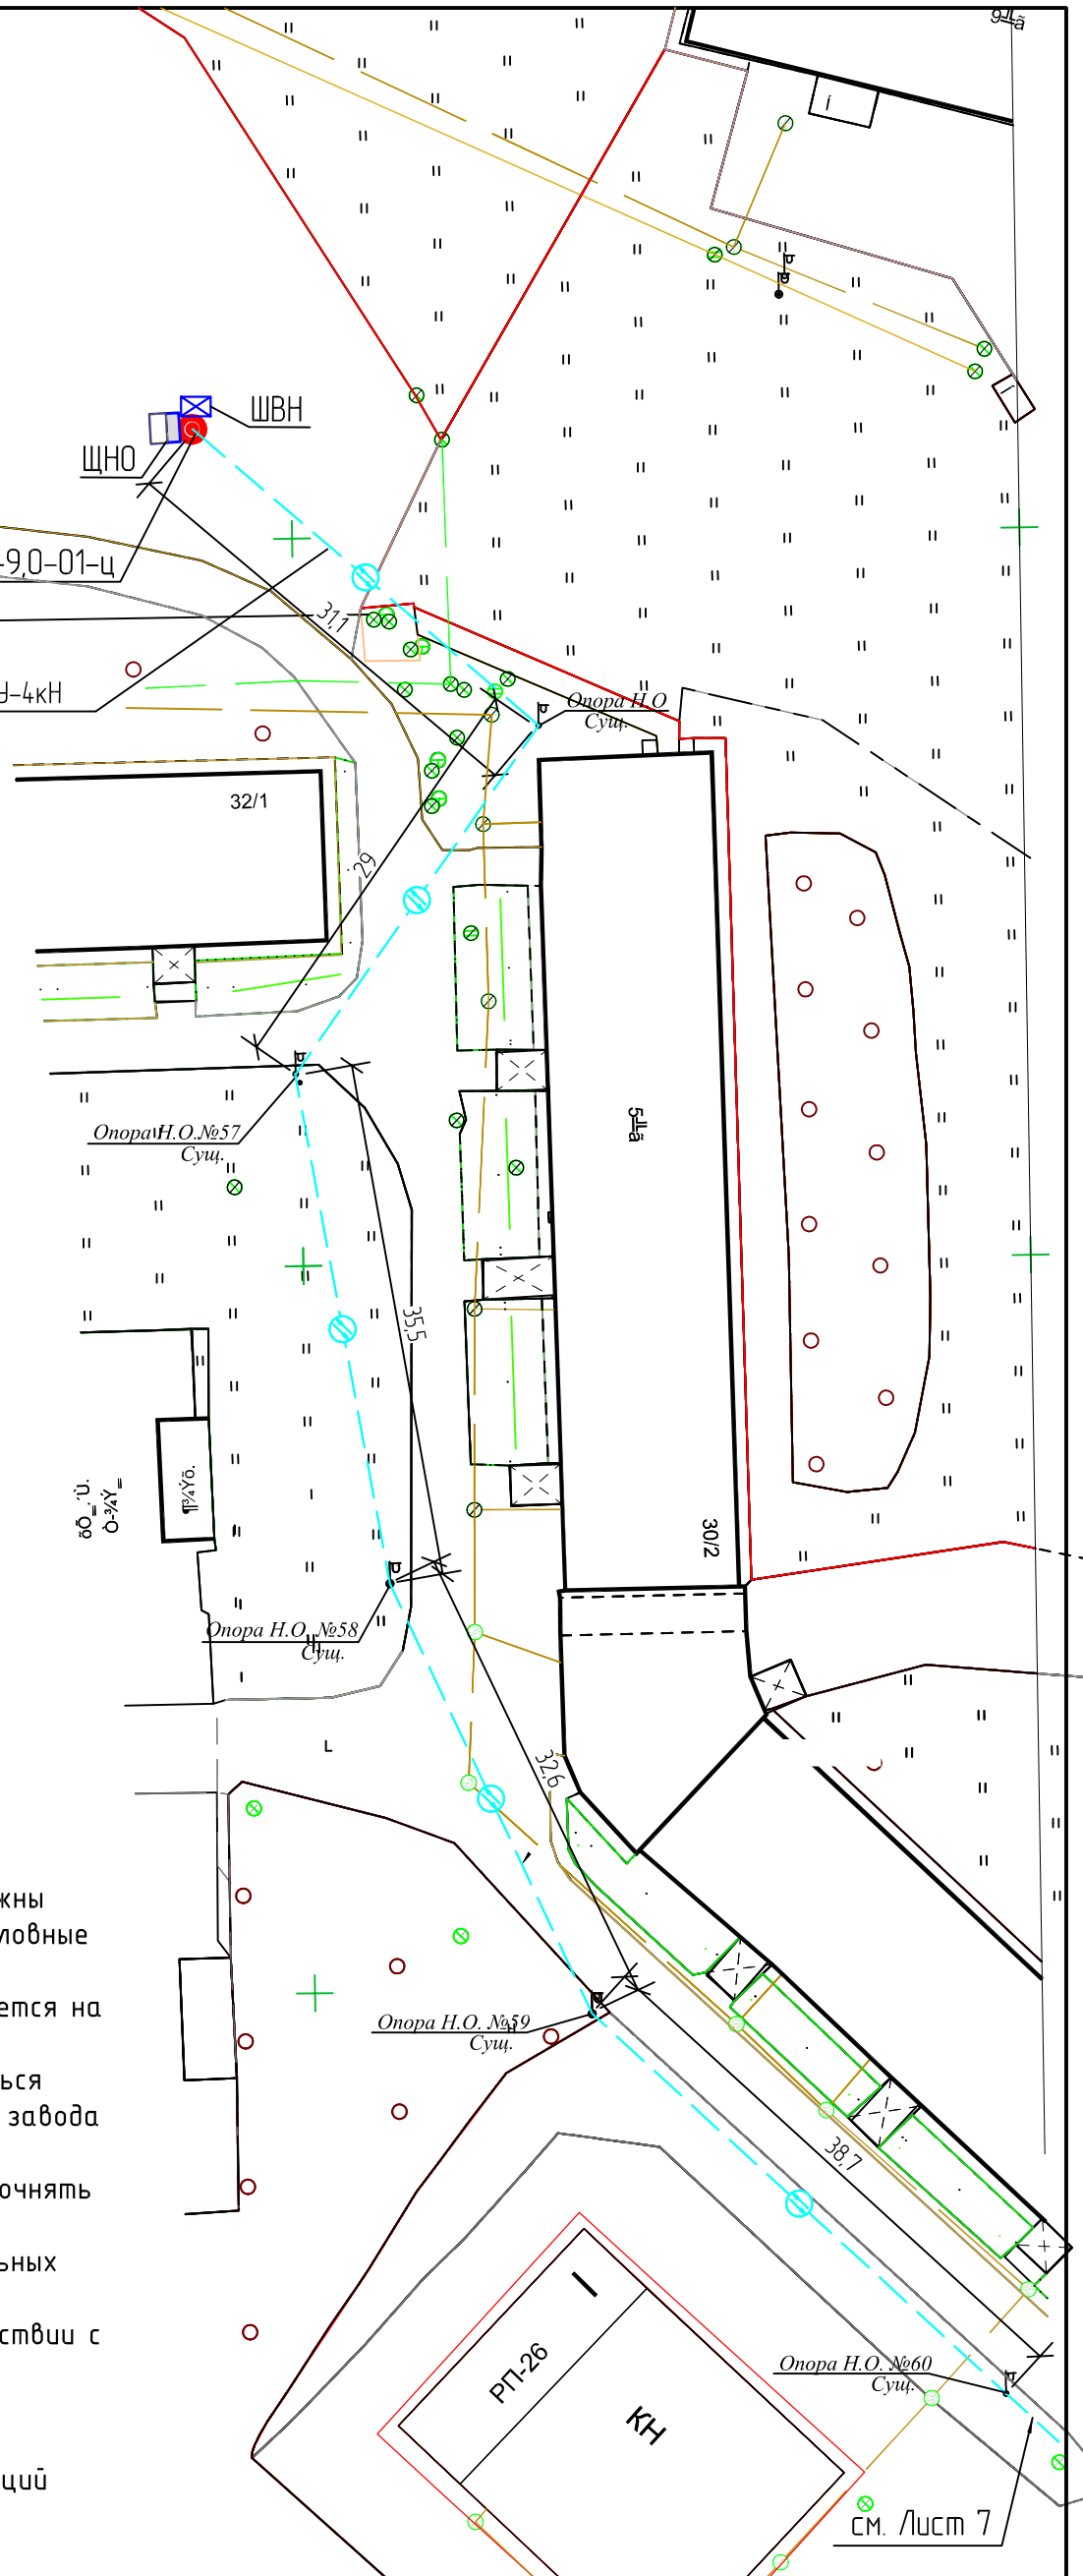 ШВН
ЩНО
-9,0-01-ц
31,1
-4кН
Опора Н.О
Сущ.
32/1
29
Опора Н.О.№57
Сущ.
35,5
30/2
Опора Н.О. №58
Сущ.
32,6
жны
ловные
ется на
Опора Н.О. №59
Сущ.
ься
завода
38,7
очнять
ьных
ствии с
Опора Н.О. №60
Сущ.
РП-26
КН
ций
см. Лист 7